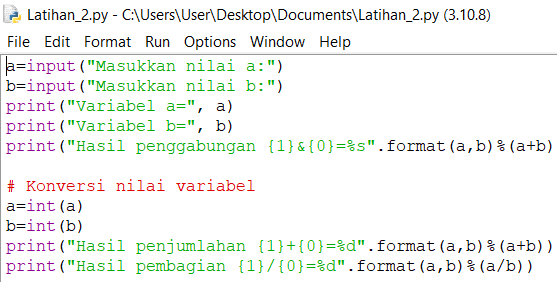 Latihan_2.py - C:\Users\User\Desktop\Documents\Latihan_2.py (3.10.8)
File Edit Format Run Options Window Help
a=input("Masukkan nilai a:")
b=input("Masukkan nilai b:")
print("Variabel a=", a)
print("Variabel b=", b)
print("Hasil penggabungan {1}&{0}=%s".format(a,b)%(a+b))
# Konversi nilai variabel
a=int(a)
b=int(b)
print("Hasil penjumlahan {1}+{0}=%d".format(a,b)%(a+b))
print("Hasil pembagian {1}/{0}=%d".format(a,b)%(a/b))